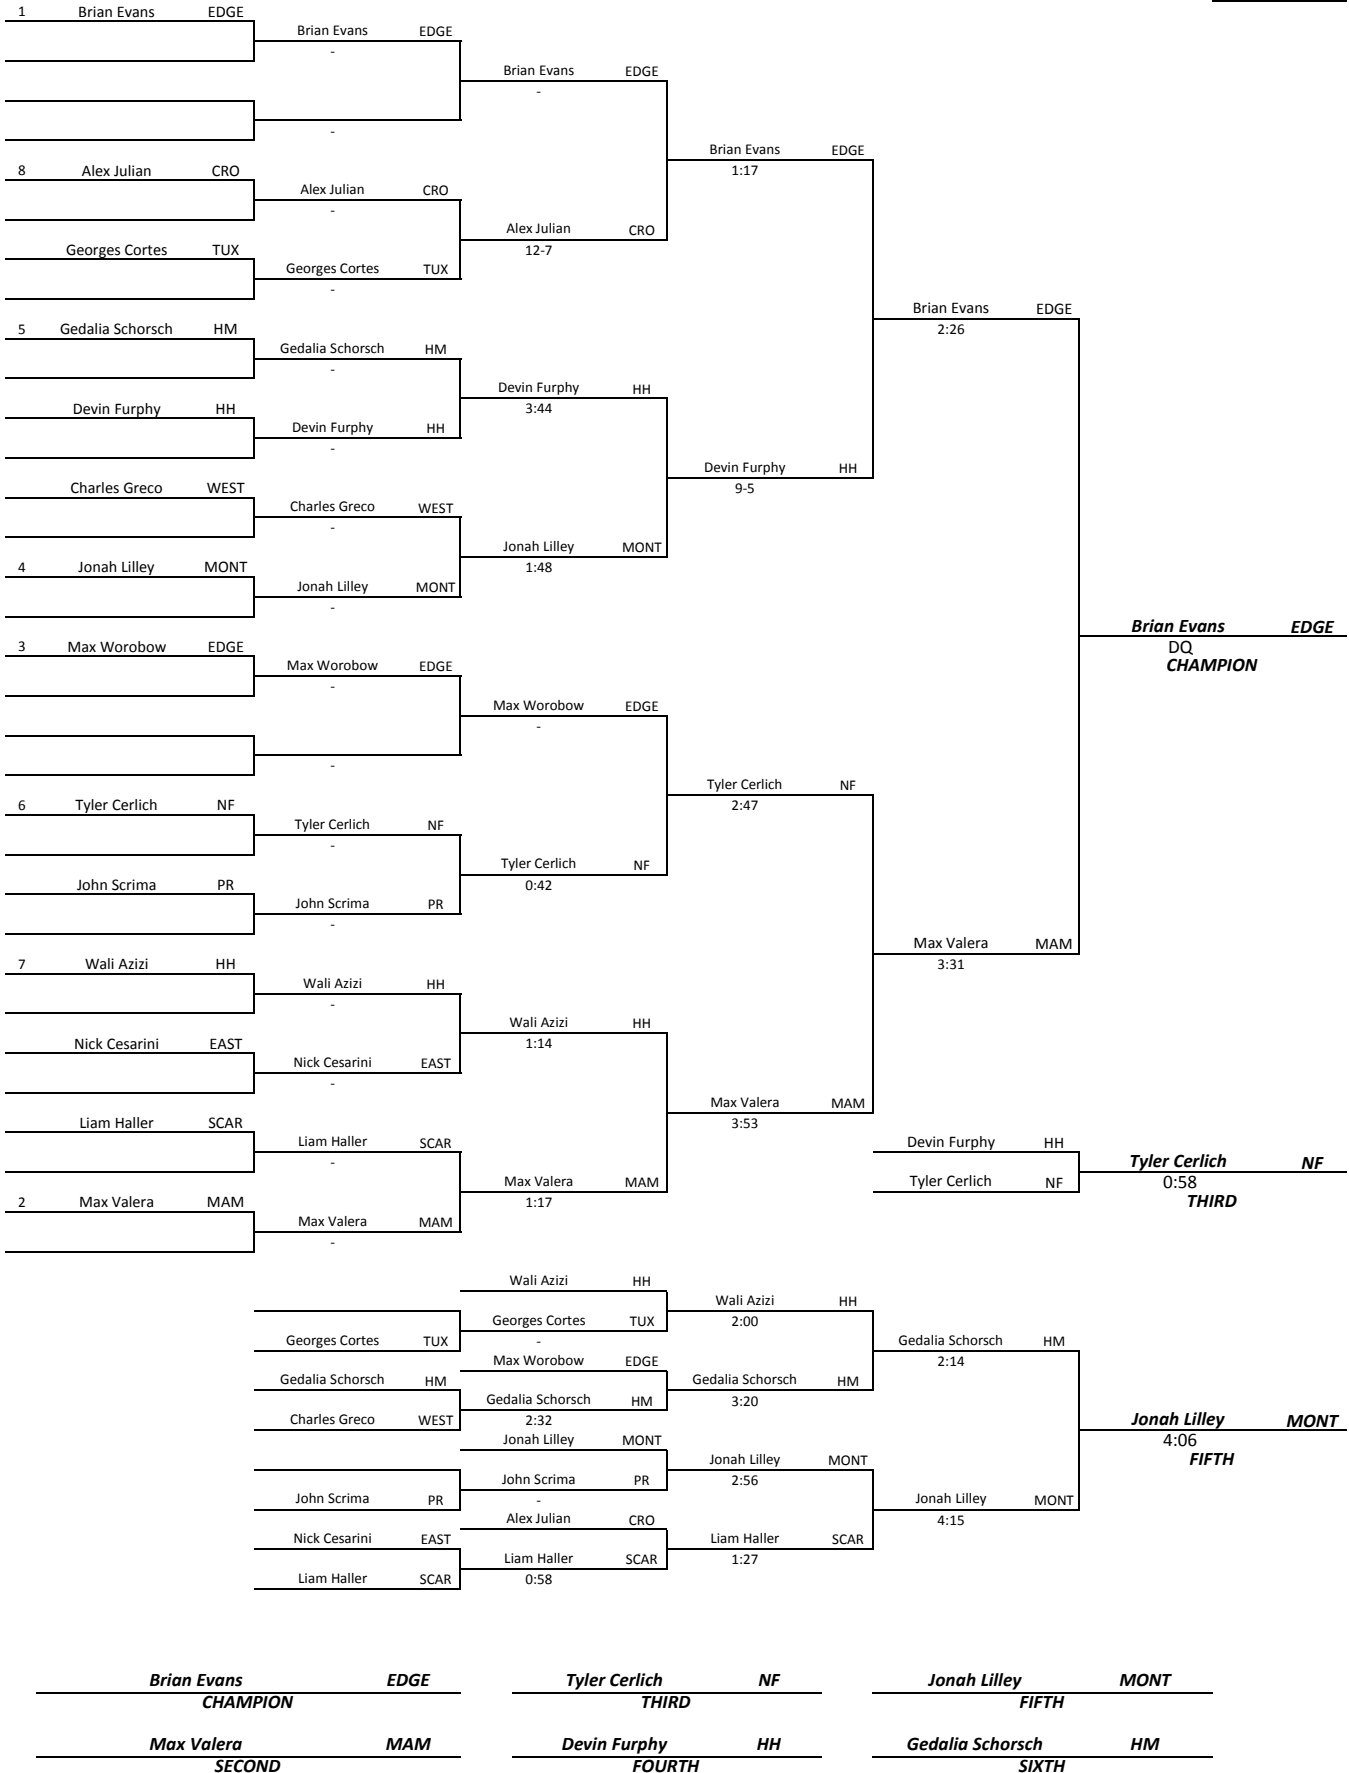 1 Brian Evans EDGE
Brian Evans EDGE
-
Brian Evans EDGE
-
-
Brian Evans EDGE
1:17
8 Alex Julian CRO
Alex Julian CRO
-
Alex Julian CRO
12-7
Georges Cortes TUX
Georges Cortes TUX
-
Brian Evans EDGE
2:26
5 Gedalia Schorsch HM
Gedalia Schorsch HM
-
Devin Furphy HH
3:44
Devin Furphy HH
Devin Furphy HH
-
Devin Furphy HH
9-5
Charles Greco WEST
Charles Greco WEST
-
Jonah Lilley MONT
1:48
4 Jonah Lilley MONT
Jonah Lilley MONT
-
Brian Evans EDGE
DQ
CHAMPION
3 Max Worobow EDGE
Max Worobow EDGE
-
Max Worobow EDGE
-
-
Tyler Cerlich NF
2:47
6 Tyler Cerlich NF
Tyler Cerlich NF
-
Tyler Cerlich NF
0:42
John Scrima PR
John Scrima PR
-
Max Valera MAM
3:31
7 Wali Azizi HH
Wali Azizi HH
-
Wali Azizi HH
1:14
Nick Cesarini EAST
Nick Cesarini EAST
-
Max Valera MAM
3:53
Liam Haller SCAR
Liam Haller SCAR
-
Max Valera MAM
1:17
2 Max Valera MAM
Max Valera MAM
-
Devin Furphy HH
Tyler Cerlich NF
Tyler Cerlich NF
0:58
THIRD
Wali Azizi HH
Wali Azizi HH
2:00
Georges Cortes TUX
Georges Cortes TUX
-
Gedalia Schorsch HM
2:14
Max Worobow EDGE
Gedalia Schorsch HM
Gedalia Schorsch HM
3:20
Gedalia Schorsch HM
2:32
Charles Greco WEST
Jonah Lilley MONT
4:06
FIFTH
Jonah Lilley MONT
Jonah Lilley MONT
2:56
John Scrima PR
-
John Scrima PR
Jonah Lilley MONT
4:15
Alex Julian CRO
Nick Cesarini EAST
Liam Haller SCAR
1:27
Liam Haller SCAR
0:58
Liam Haller SCAR
Brian Evans EDGE Tyler Cerlich NF Jonah Lilley MONT
CHAMPION THIRD FIFTH
Max Valera MAM Devin Furphy HH Gedalia Schorsch HM
SECOND FOURTH SIXTH